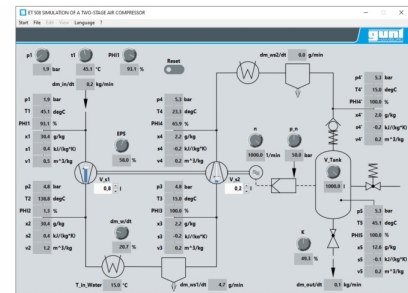 ET 500 SIMULATION OF A TWO-STAGE AIR COMPRESSOR
Start File Edit View Language ?
gunt
p1 t1 PHI1 Reset
1,9 bar 45,1 °C 93,1 %
dm_in/dt 0,2 kg/min
dm_ws2/dt 0,0 g/min
p1 1,9 bar
T1 45,1 degC
PHI1 93,1 %
x1 30,4 g/kg
s1 0,4 kJ/(kg*K)
v1 0,5 m^3/kg
EPS
50,0 %
p4 5,3 bar
T4 23,3 degC
PHI4 65,9 %
x4 2,2 g/kg
s4 -0,2 kJ/(kg*K)
v4 0,2 m^3/kg
n
1000,0 1/min
p_n
50,0 bar
p4' 5,3 bar
T4' 15,0 degC
PHI4' 100,0 %
x4' 2,0 g/kg
s4' -0,2 kJ/(kg*K)
v4' 0,2 m^3/kg
V_Tank
1000,0 l
V_s1
0,8 l
V_s2
0,2 l
p2 4,8 bar
T2 138,8 degC
PHI2 1,3 %
x2 30,4 g/kg
s2 0,4 kJ/(kg*K)
v2 1,2 m^3/kg
dm_w/dt
20,7 %
p3 4,8 bar
T3 15,0 degC
PHI3 100,0 %
x3 2,2 g/kg
s3 -0,2 kJ/(kg*K)
v3 0,2 m^3/kg
E
49,1 %
p5 5,3 bar
T5 45,1 degC
PHI5 100,0 %
x5 12,6 g/kg
s5 0,1 kJ/(kg*K)
v5 0,2 m^3/kg
T_In_Water 15,0 °C
dm_ws1/dt 4,7 g/min
dm_out/dt 0,1 kg/min